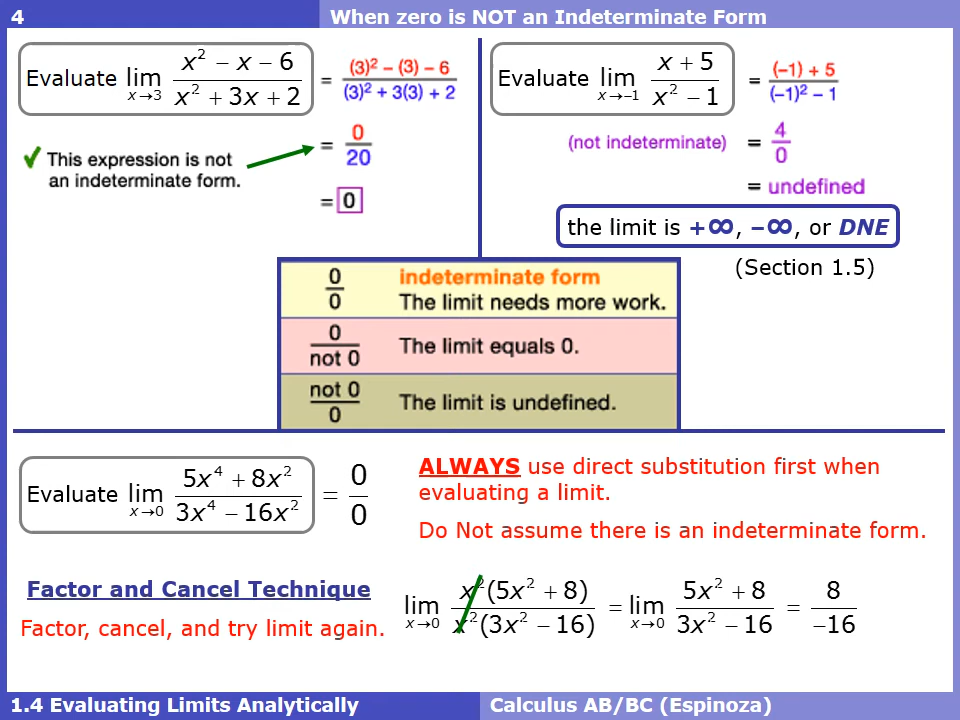 4 When zero is NOT an Indeterminate Form
Evaluate lim x→3 (x² − x − 6)/(x² + 3x + 2) = ((3)² − (3) − 6)/((3)² + 3(3) + 2)
✓ This expression is not
an indeterminate form.
= 0/20
= 0
Evaluate lim x→−1 (x + 5)/(x² − 1) = ((−1) + 5)/((−1)² − 1)
(not indeterminate) = 4/0
= undefined
the limit is +∞, −∞, or DNE
(Section 1.5)
0/0 indeterminate form
The limit needs more work.
0/not 0 The limit equals 0.
not 0/0 The limit is undefined.
Evaluate lim x→0 (5x⁴ + 8x²)/(3x⁴ − 16x²) = 0/0
ALWAYS use direct substitution first when
evaluating a limit.
Do Not assume there is an indeterminate form.
Factor and Cancel Technique
Factor, cancel, and try limit again.
lim x→0 x²(5x² + 8)/x²(3x² − 16) = lim x→0 (5x² + 8)/(3x² − 16) = 8/−16
1.4 Evaluating Limits Analytically
Calculus AB/BC (Espinoza)